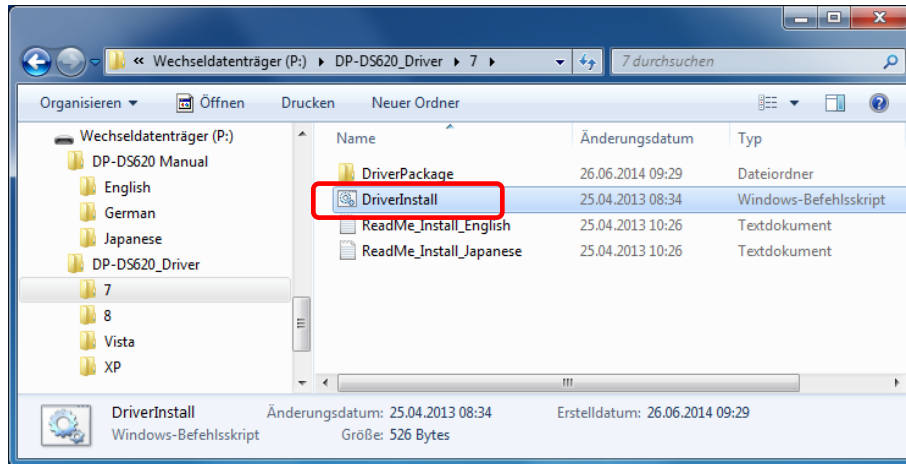 « Wechseldatenträger (P:) ▸ DP-DS620_Driver ▸ 7 ▸
7 durchsuchen
Organisieren Öffnen Drucken Neuer Ordner
Wechseldatenträger (P:)
DP-DS620 Manual
English
German
Japanese
DP-DS620_Driver
7
8
Vista
XP
Name Änderungsdatum Typ
DriverPackage 26.06.2014 09:29 Dateiordner
DriverInstall 25.04.2013 08:34 Windows-Befehlsskript
ReadMe_Install_English 25.04.2013 10:26 Textdokument
ReadMe_Install_Japanese 25.04.2013 10:26 Textdokument
DriverInstall Änderungsdatum: 25.04.2013 08:34 Erstelldatum: 26.06.2014 09:29
Windows-Befehlsskript Größe: 526 Bytes